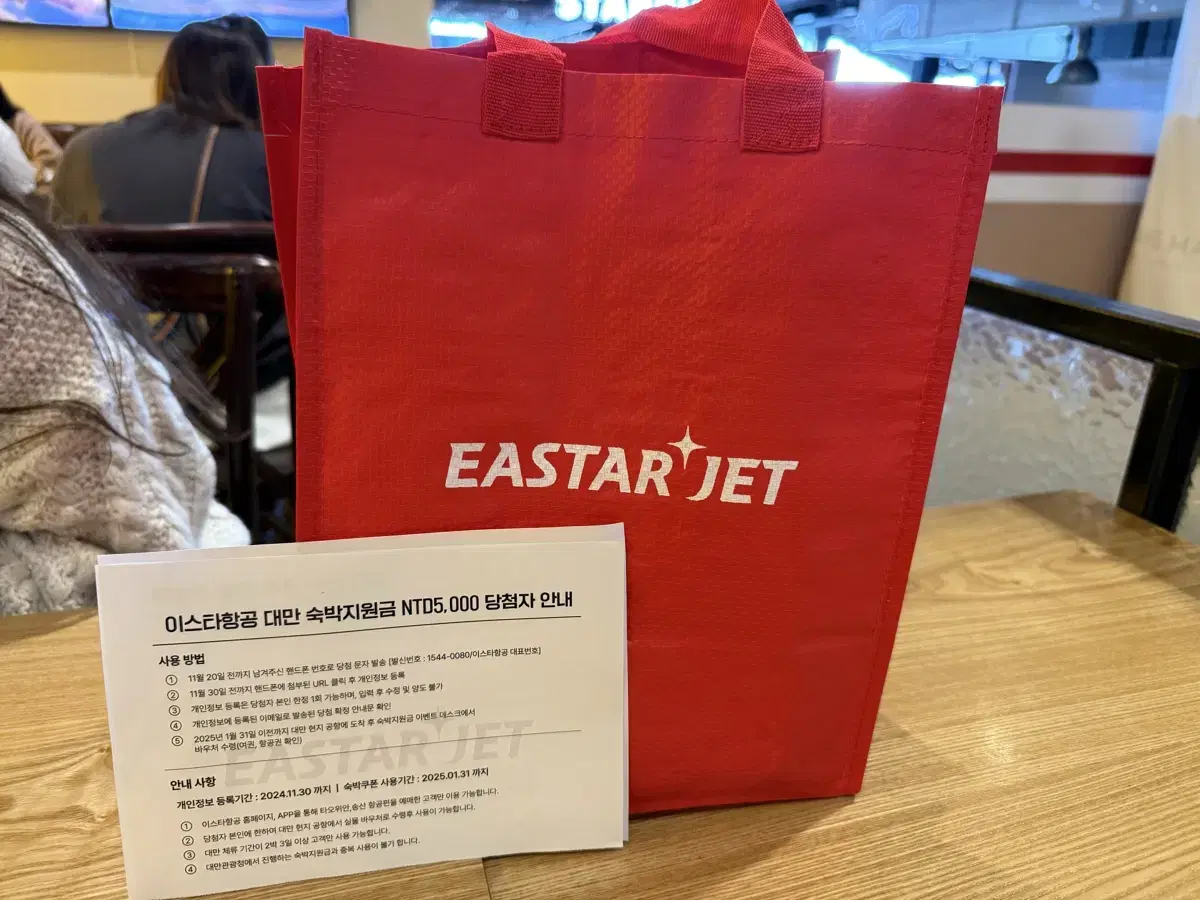 EASTAR JET
이스타항공 대만 숙박지원금 NTD5,000 당첨자 안내
사용 방법
① 11월 20일 전까지 남겨주신 핸드폰 번호로 당첨 문자 발송 [발신번호 : 1544-0080/이스타항공 대표번호]
② 11월 30일 전까지 핸드폰에 첨부된 URL 클릭 후 개인정보 등록
③ 개인정보 등록은 당첨자 본인 한정 1회 가능하며, 입력 후 수정 및 양도 불가
④ 개인정보에 등록된 이메일로 발송된 당첨 확정 안내문 확인
⑤ 2025년 1월 31일 이전까지 대만 현지 공항에 도착 후 숙박지원금 이벤트 데스크에서
바우처 수령(여권, 항공권 확인)
EASTAR JET
안내 사항
개인정보 등록기간 : 2024.11.30 까지 | 숙박쿠폰 사용기간 : 2025.01.31 까지
① 이스타항공 홈페이지, APP을 통해 타오위안,송산 항공편을 예매한 고객만 이용 가능합니다.
② 당첨자 본인에 한하며 대만 현지 공항에서 실물 바우처로 수령후 사용이 가능합니다.
③ 대만 체류 기간이 2박 3일 이상 고객만 사용 가능합니다.
④ 대만관광청에서 진행하는 숙박지원금과 중복 사용이 불가 합니다.